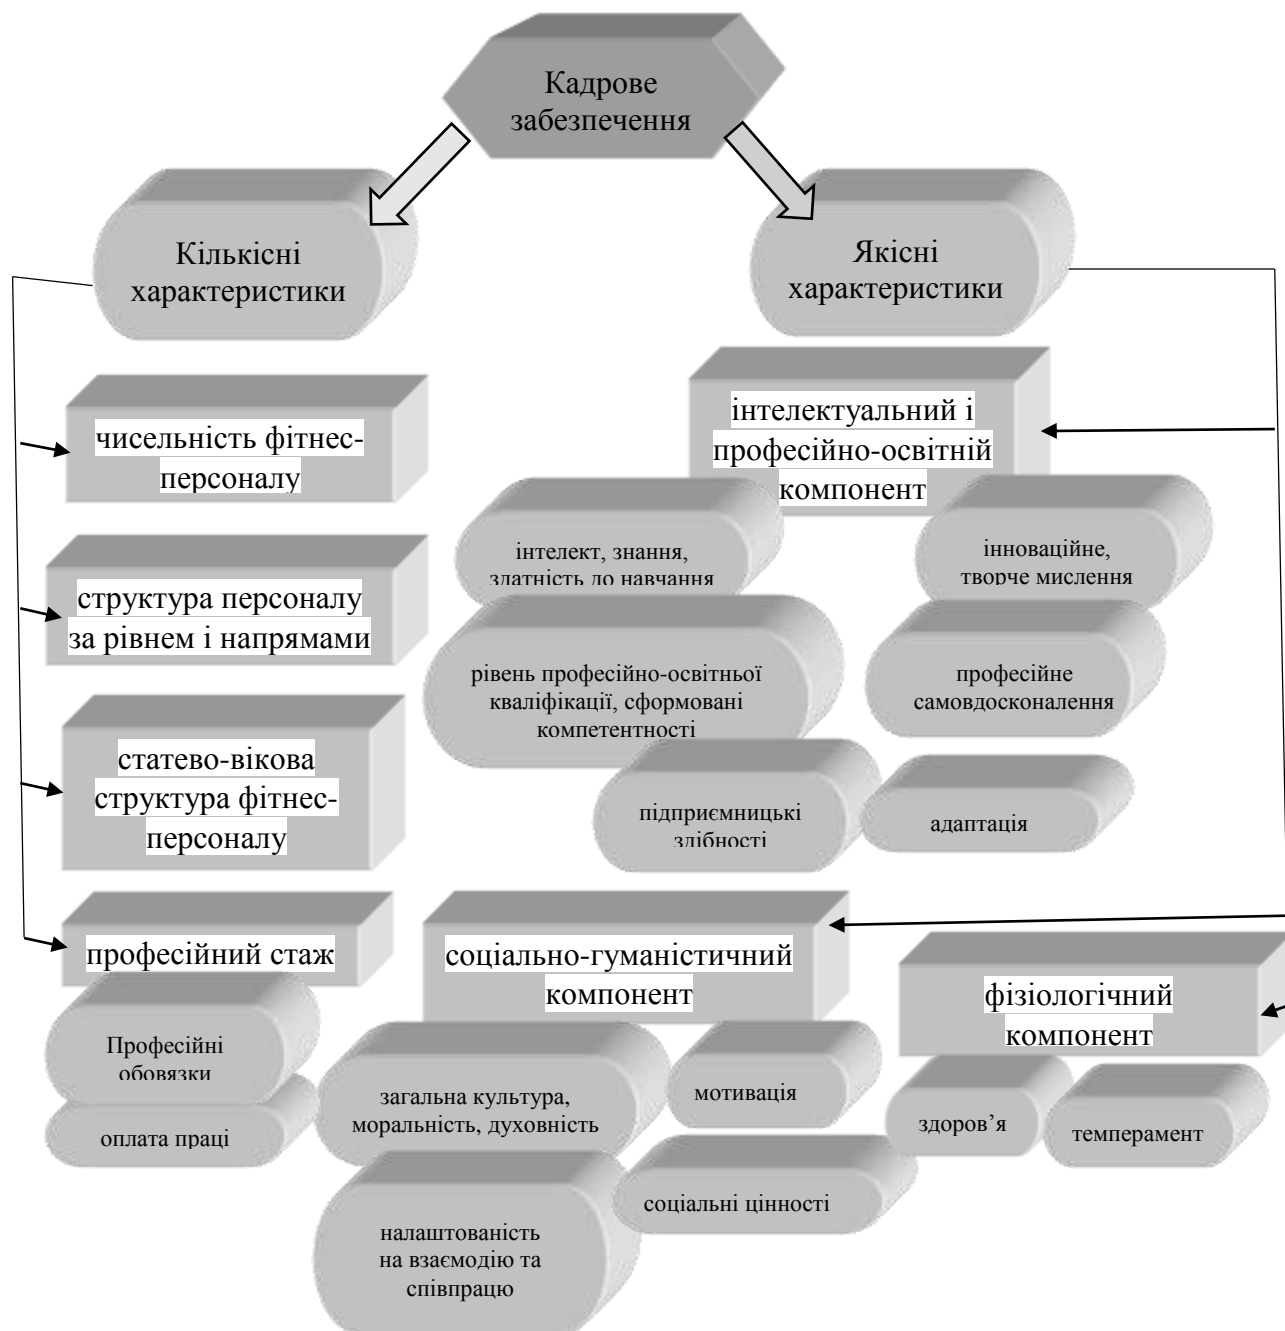 Кадрове
забезпечення
Кількісні
характеристики
Якісні
характеристики
чисельність фітнес-
персоналу
структура персоналу
за рівнем і напрямами
статево-вікова
структура фітнес-
персоналу
професійний стаж
Професійні
обовязки
оплата праці
інтелектуальний і
професійно-освітній
компонент
інтелект, знання,
здатність до навчання
інноваційне,
творче мислення
рівень професійно-освітньої
кваліфікації, сформовані
компетентності
професійне
самовдосконалення
підприємницькі
здібності
адаптація
соціально-гуманістичний
компонент
загальна культура,
моральність, духовність
мотивація
налаштованість
на взаємодію та
співпрацю
соціальні цінності
фізіологічний
компонент
здоров’я
темперамент